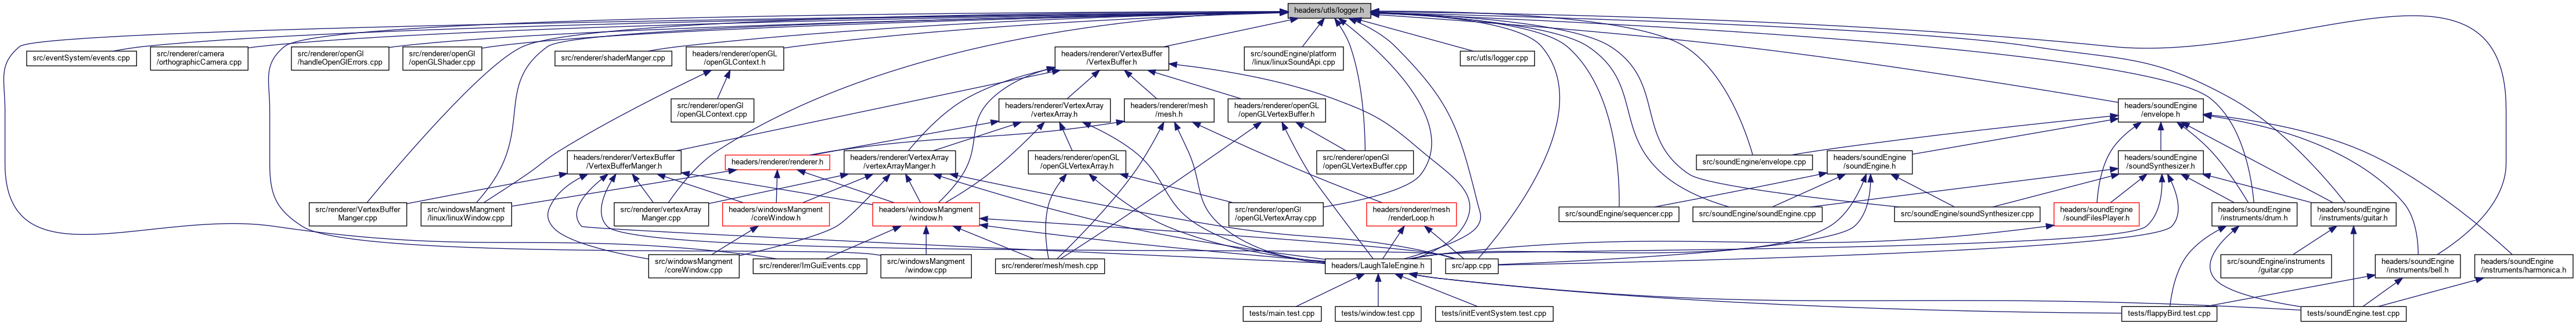 headers/utls/logger.h
src/eventSystem/events.cpp
src/renderer/camera
/orthographicCamera.cpp
src/renderer/openGl
/handleOpenGlErrors.cpp
src/renderer/openGl
/openGLShader.cpp
src/renderer/shaderManger.cpp
headers/renderer/openGL
/openGLContext.h
headers/renderer/VertexBuffer
/VertexBuffer.h
src/soundEngine/platform
/linux/linuxSoundApi.cpp
src/utls/logger.cpp
src/renderer/openGl
/openGLContext.cpp
headers/renderer/VertexArray
/vertexArray.h
headers/renderer/mesh
/mesh.h
headers/renderer/openGL
/openGLVertexBuffer.h
headers/soundEngine
/envelope.h
headers/renderer/VertexBuffer
/VertexBufferManger.h
headers/renderer/renderer.h
headers/renderer/VertexArray
/vertexArrayManger.h
headers/renderer/openGL
/openGLVertexArray.h
src/renderer/openGl
/openGLVertexBuffer.cpp
src/soundEngine/envelope.cpp
headers/soundEngine
/soundEngine.h
headers/soundEngine
/soundSynthesizer.h
src/renderer/VertexBuffer
Manger.cpp
src/windowsMangment
/linux/linuxWindow.cpp
src/renderer/vertexArray
Manger.cpp
headers/windowsMangment
/coreWindow.h
headers/windowsMangment
/window.h
src/renderer/openGl
/openGLVertexArray.cpp
headers/renderer/mesh
/renderLoop.h
src/soundEngine/sequencer.cpp
src/soundEngine/soundEngine.cpp
src/soundEngine/soundSynthesizer.cpp
headers/soundEngine
/soundFilesPlayer.h
headers/soundEngine
/instruments/drum.h
headers/soundEngine
/instruments/guitar.h
src/windowsMangment
/coreWindow.cpp
src/renderer/ImGuiEvents.cpp
src/windowsMangment
/window.cpp
src/renderer/mesh/mesh.cpp
headers/LaughTaleEngine.h
src/app.cpp
src/soundEngine/instruments
/guitar.cpp
headers/soundEngine
/instruments/bell.h
headers/soundEngine
/instruments/harmonica.h
tests/main.test.cpp
tests/window.test.cpp
tests/initEventSystem.test.cpp
tests/flappyBird.test.cpp
tests/soundEngine.test.cpp